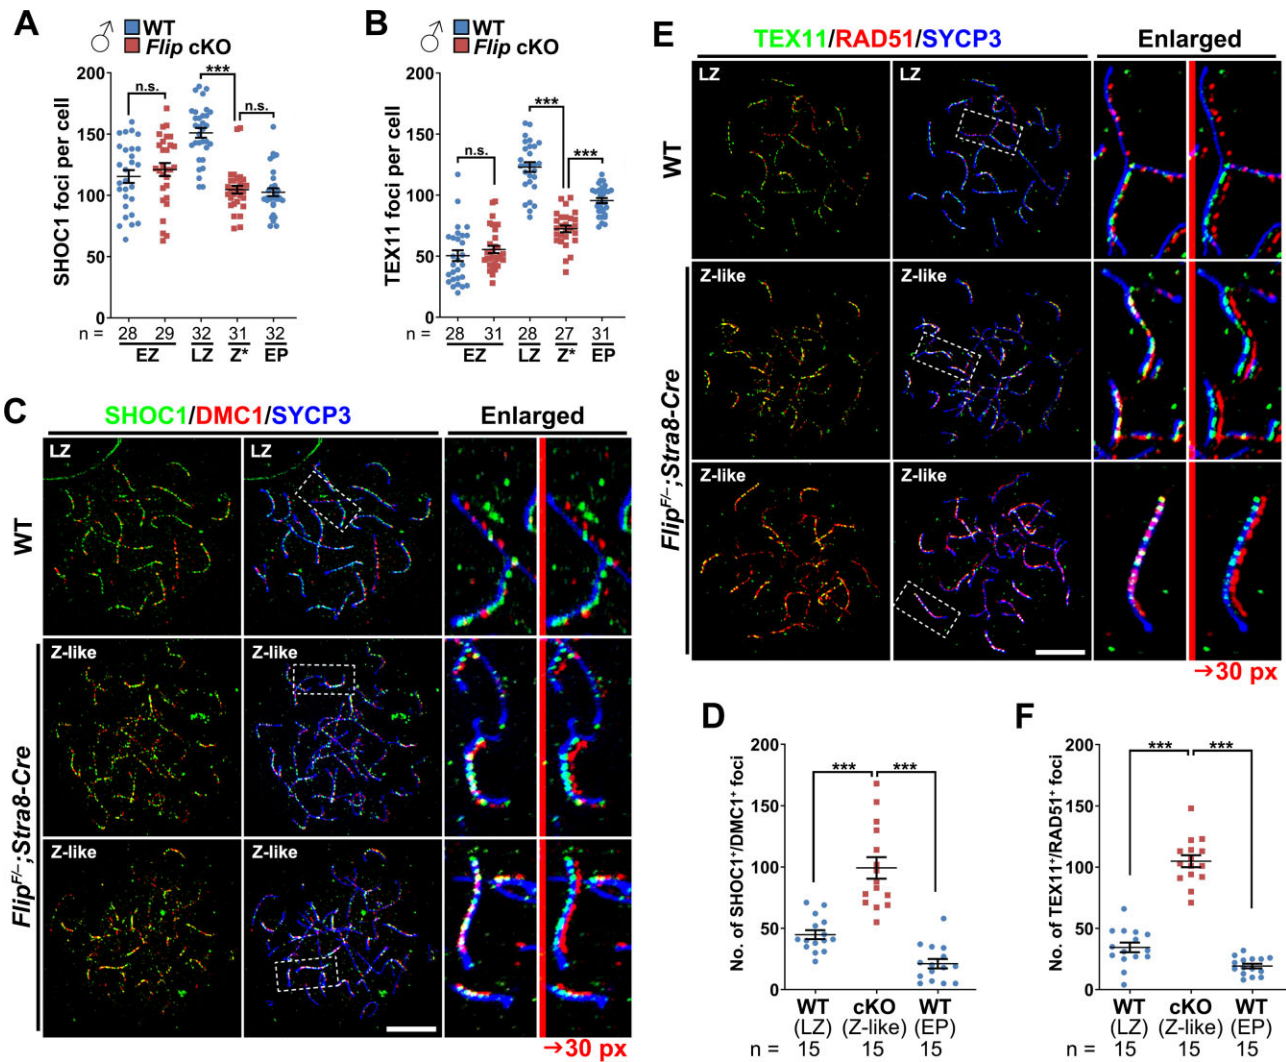 A
♂ WT
Flip cKO
SHOC1 foci per cell
200
150
100
50
0
n.s.
***
n.s.
n = 28 29 32 31 32
EZ LZ Z* EP
B
♂ WT
Flip cKO
TEX11 foci per cell
200
150
100
50
0
n.s.
***
***
n = 28 31 28 27 31
EZ LZ Z* EP
C
SHOC1/DMC1/SYCP3 Enlarged
WT
LZ LZ
Flip^F/–;Stra8-Cre
Z-like Z-like
Z-like Z-like
→30 px
E
TEX11/RAD51/SYCP3 Enlarged
WT
LZ LZ
Flip^F/–;Stra8-Cre
Z-like Z-like
Z-like Z-like
→30 px
D
No. of SHOC1⁺/DMC1⁺ foci
200
150
100
50
0
*** ***
WT cKO WT
(LZ) (Z-like) (EP)
n = 15 15 15
F
No. of TEX11⁺/RAD51⁺ foci
200
150
100
50
0
*** ***
WT cKO WT
(LZ) (Z-like) (EP)
n = 15 15 15